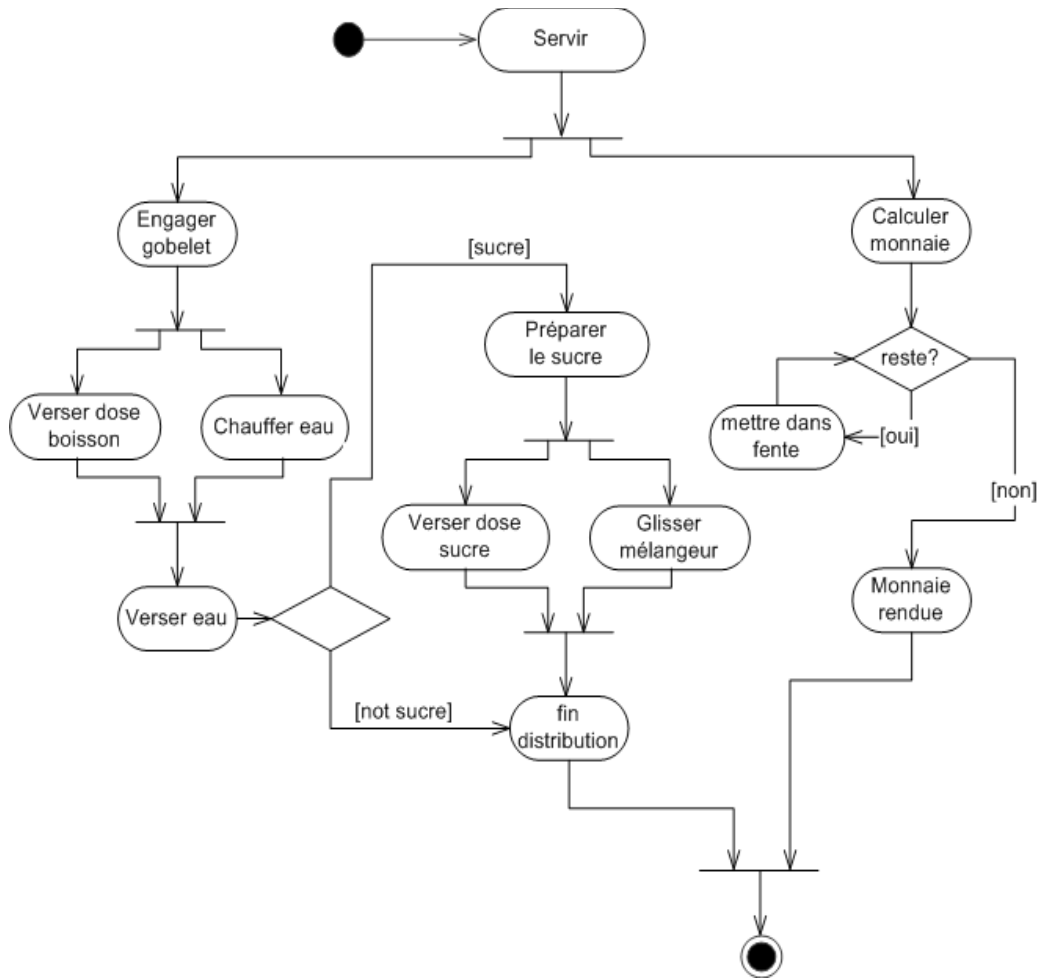 Servir
Engager
gobelet
Calculer
monnaie
[sucre]
Préparer
le sucre
reste?
Verser dose
boisson
Chauffer eau
mettre dans
fente
[oui]
[non]
Verser dose
sucre
Glisser
mélangeur
Verser eau
Monnaie
rendue
[not sucre]
fin
distribution